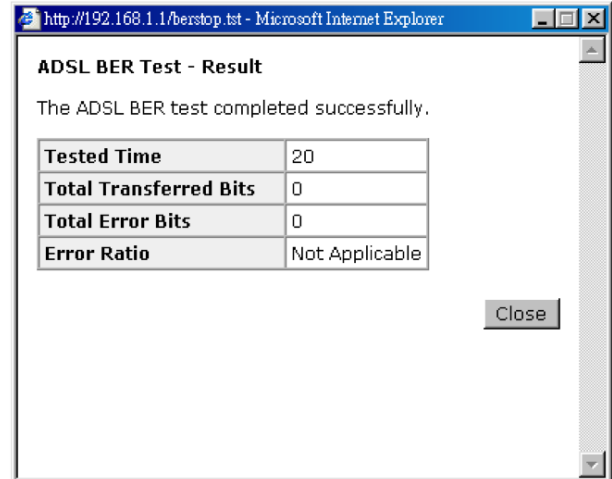 http://192.168.1.1/berstop.tst - Microsoft Internet Explorer
ADSL BER Test - Result
The ADSL BER test completed successfully.
Tested Time 20
Total Transferred Bits 0
Total Error Bits 0
Error Ratio Not Applicable
Close